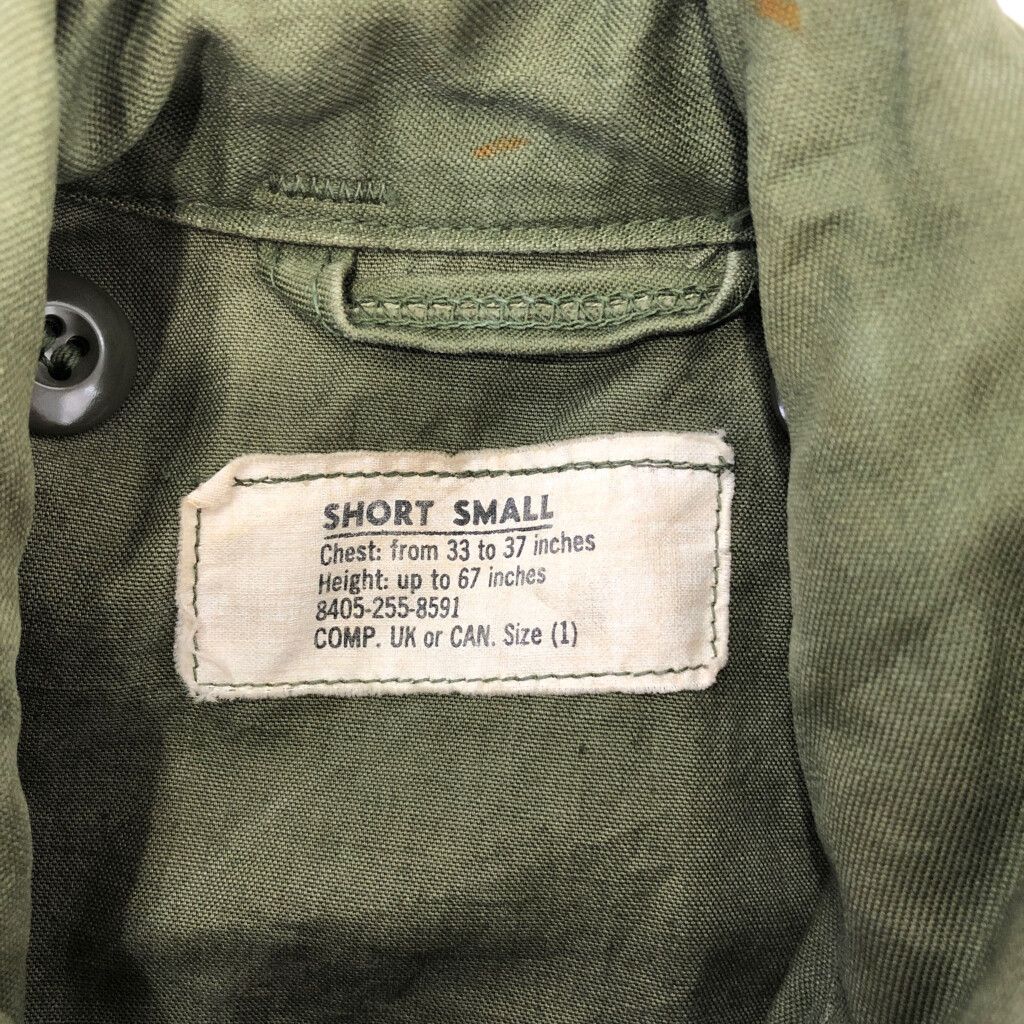 SHORT SMALL
Chest: from 33 to 37 inches
Height: up to 67 inches
8405-255-8591
COMP. UK or CAN. Size (1)